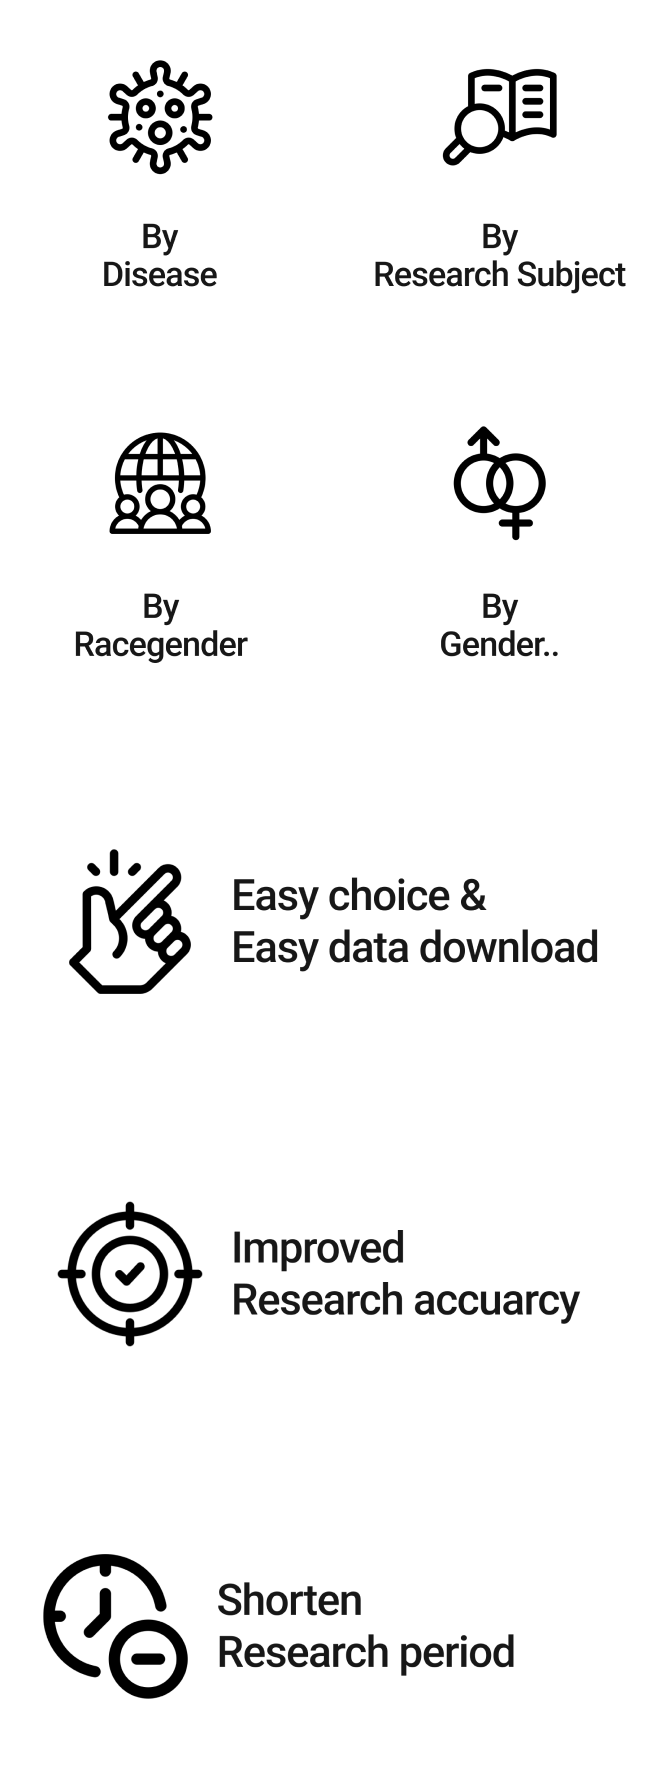 By
Disease
By
Research Subject
By
Racegender
By
Gender..
Easy choice &
Easy data download
Improved
Research accuarcy
Shorten
Research period